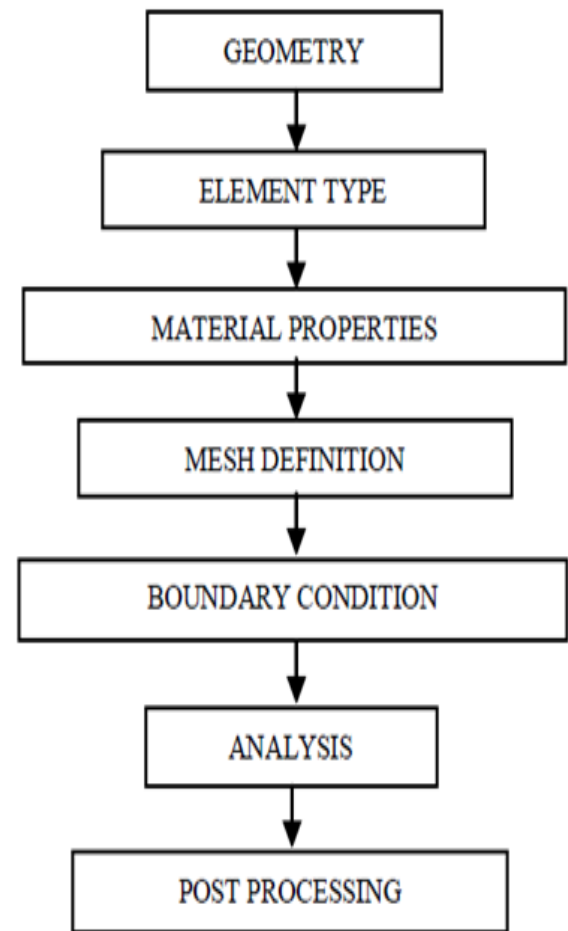 GEOMETRY
ELEMENT TYPE
MATERIAL PROPERTIES
MESH DEFINITION
BOUNDARY CONDITION
ANALYSIS
POST PROCESSING